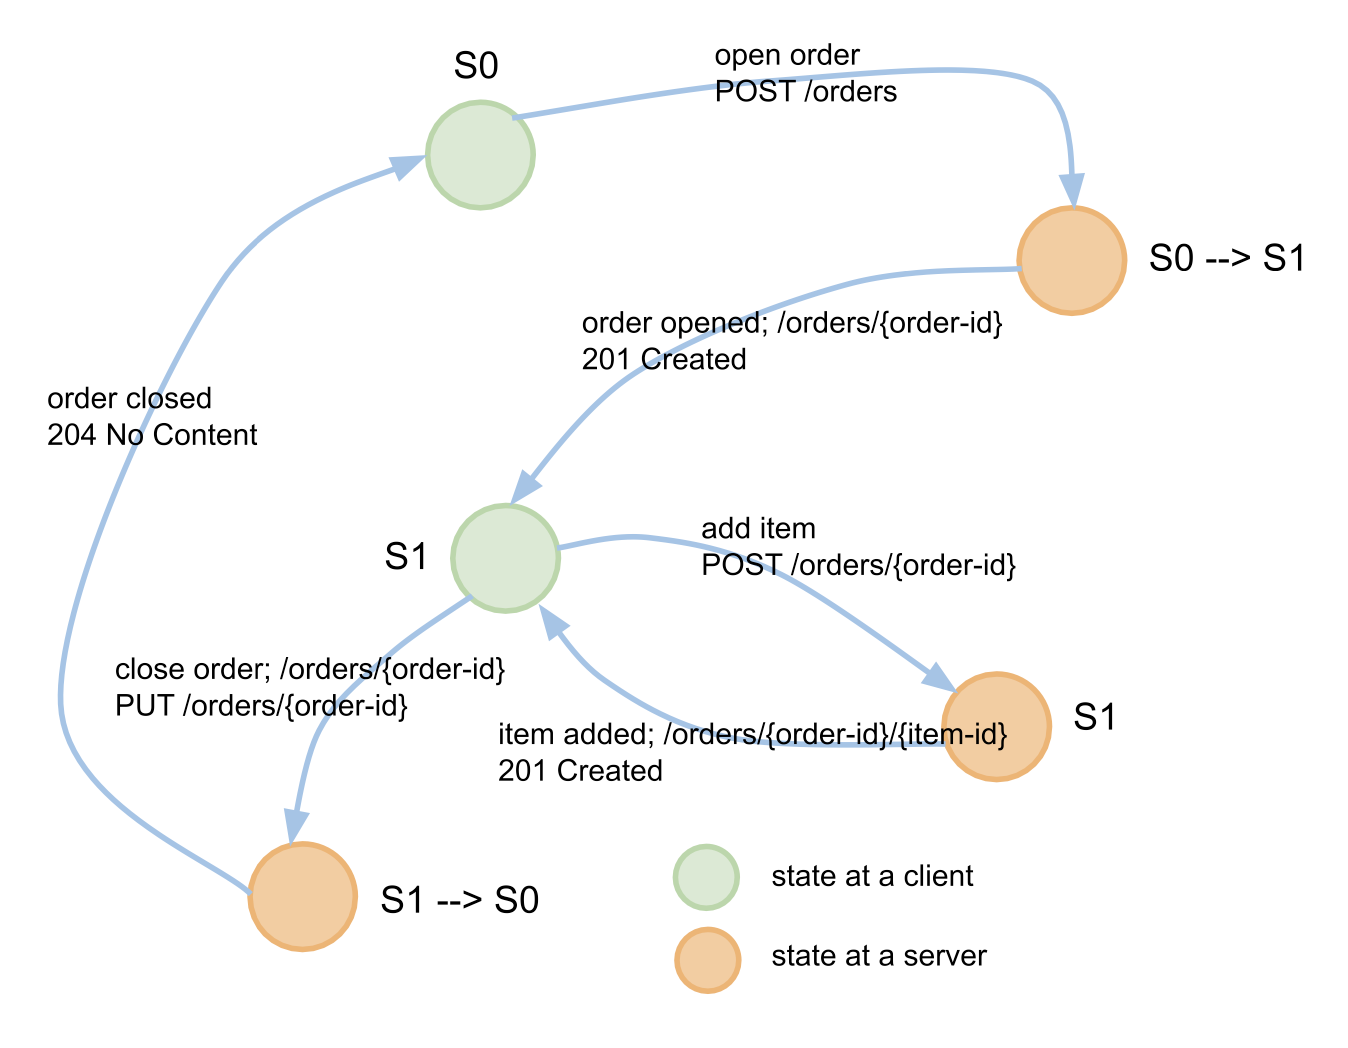 S0
open order
POST /orders
S0 --> S1
order opened; /orders/{order-id}
201 Created
order closed
204 No Content
S1
add item
POST /orders/{order-id}
close order; /orders/{order-id}
PUT /orders/{order-id}
S1
item added; /orders/{order-id}/{item-id}
201 Created
S1 --> S0
state at a client
state at a server